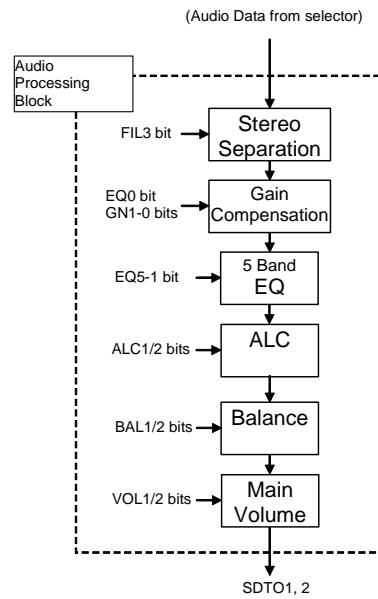 (Audio Data from selector)
Audio
Processing
Block
FIL3 bit
Stereo
Separation
EQ0 bit
GN1-0 bits
Gain
Compensation
EQ5-1 bit
5 Band
EQ
ALC1/2 bits
ALC
BAL1/2 bits
Balance
VOL1/2 bits
Main
Volume
SDTO1, 2